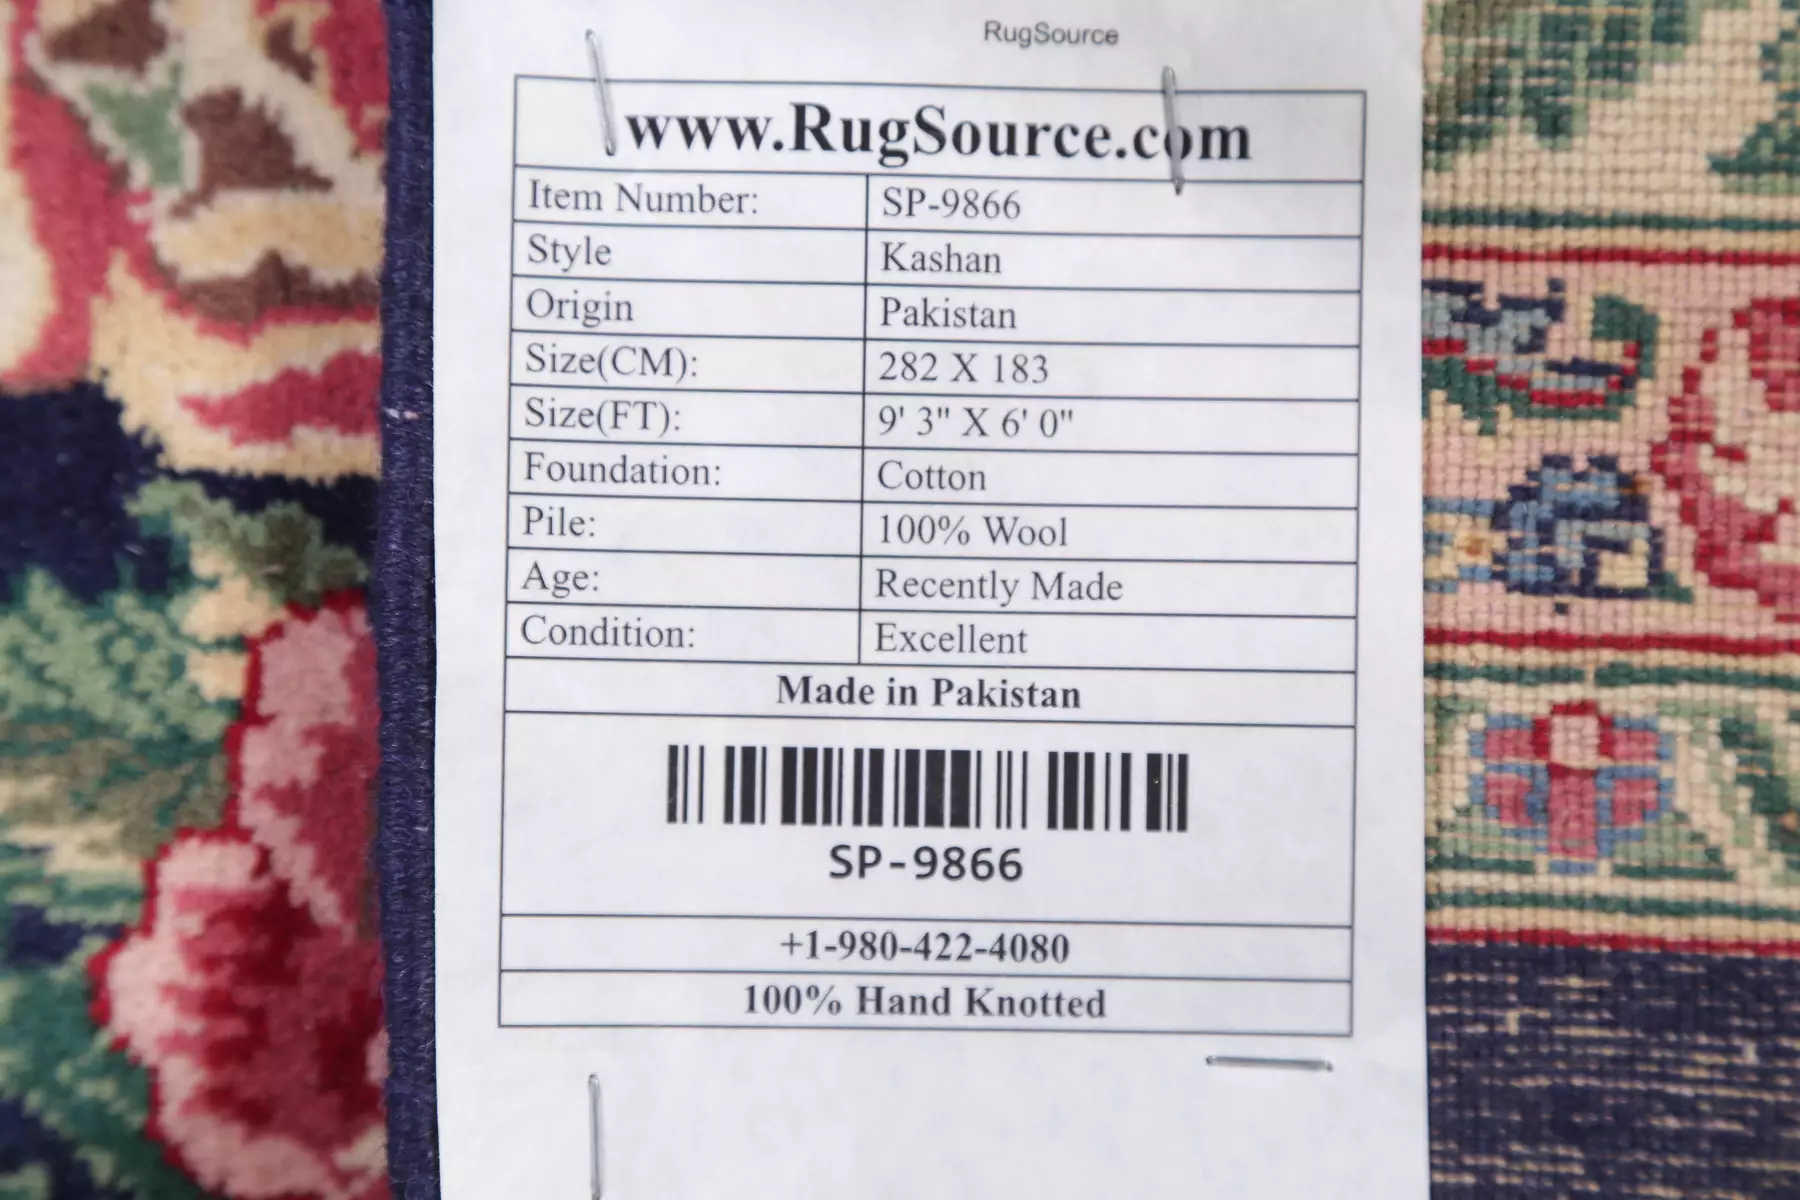 RugSource
www.RugSource.com
Item Number: SP-9866
Style Kashan
Origin Pakistan
Size(CM): 282 X 183
Size(FT): 9' 3" X 6' 0"
Foundation: Cotton
Pile: 100% Wool
Age: Recently Made
Condition: Excellent
Made in Pakistan
SP-9866
+1-980-422-4080
100% Hand Knotted